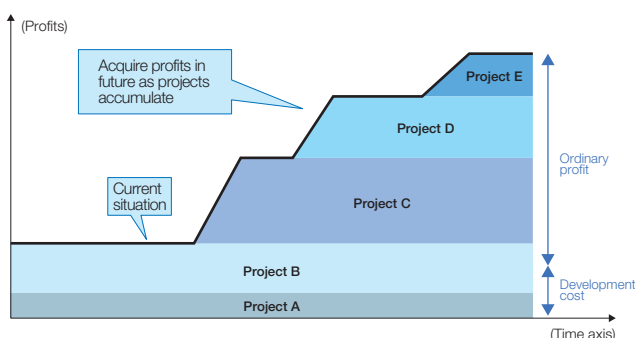 (Profits)
Acquire profits in
future as projects
accumulate
Project E
Project D
Ordinary
profit
Current
situation
Project C
Project B
Development
cost
Project A
(Time axis)